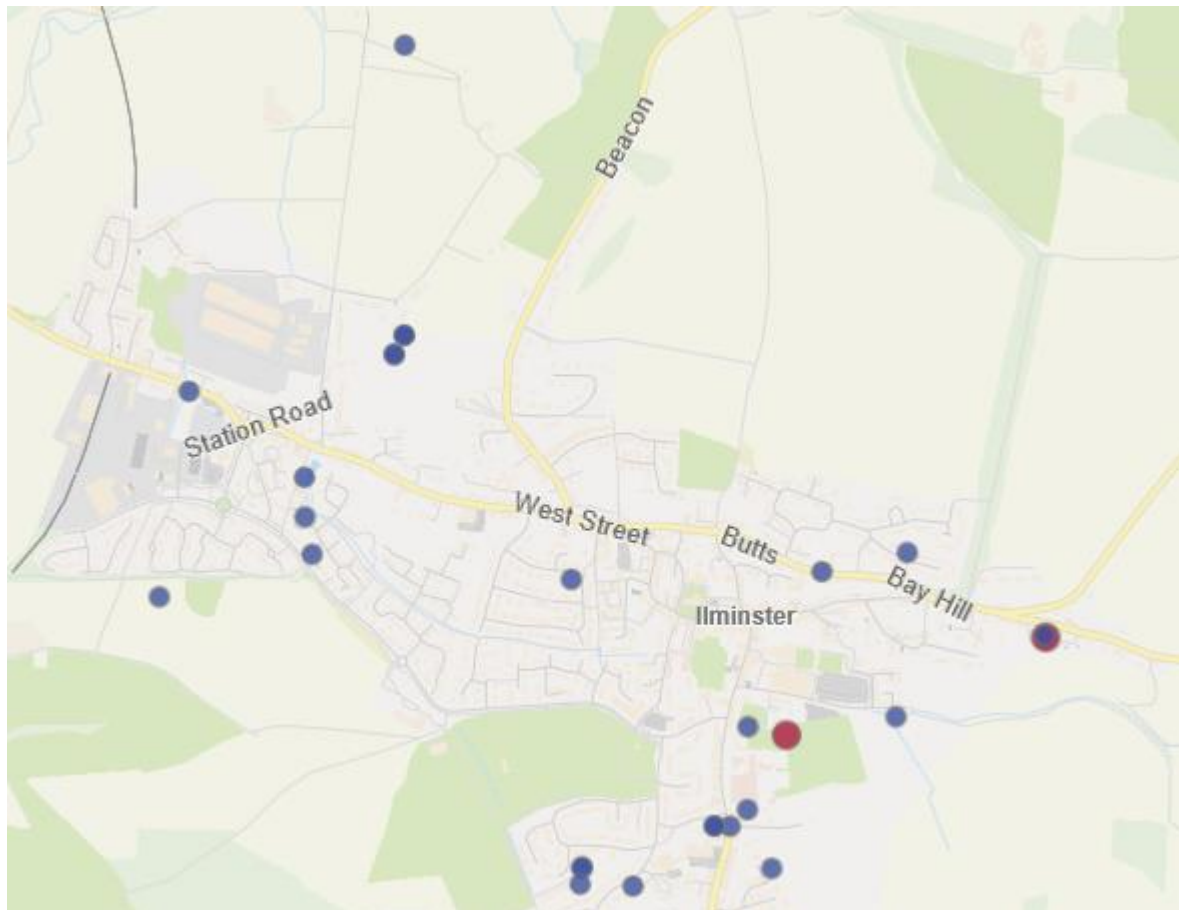 Beacon
Station Road
West Street
Butts
Bay Hill
Ilminster